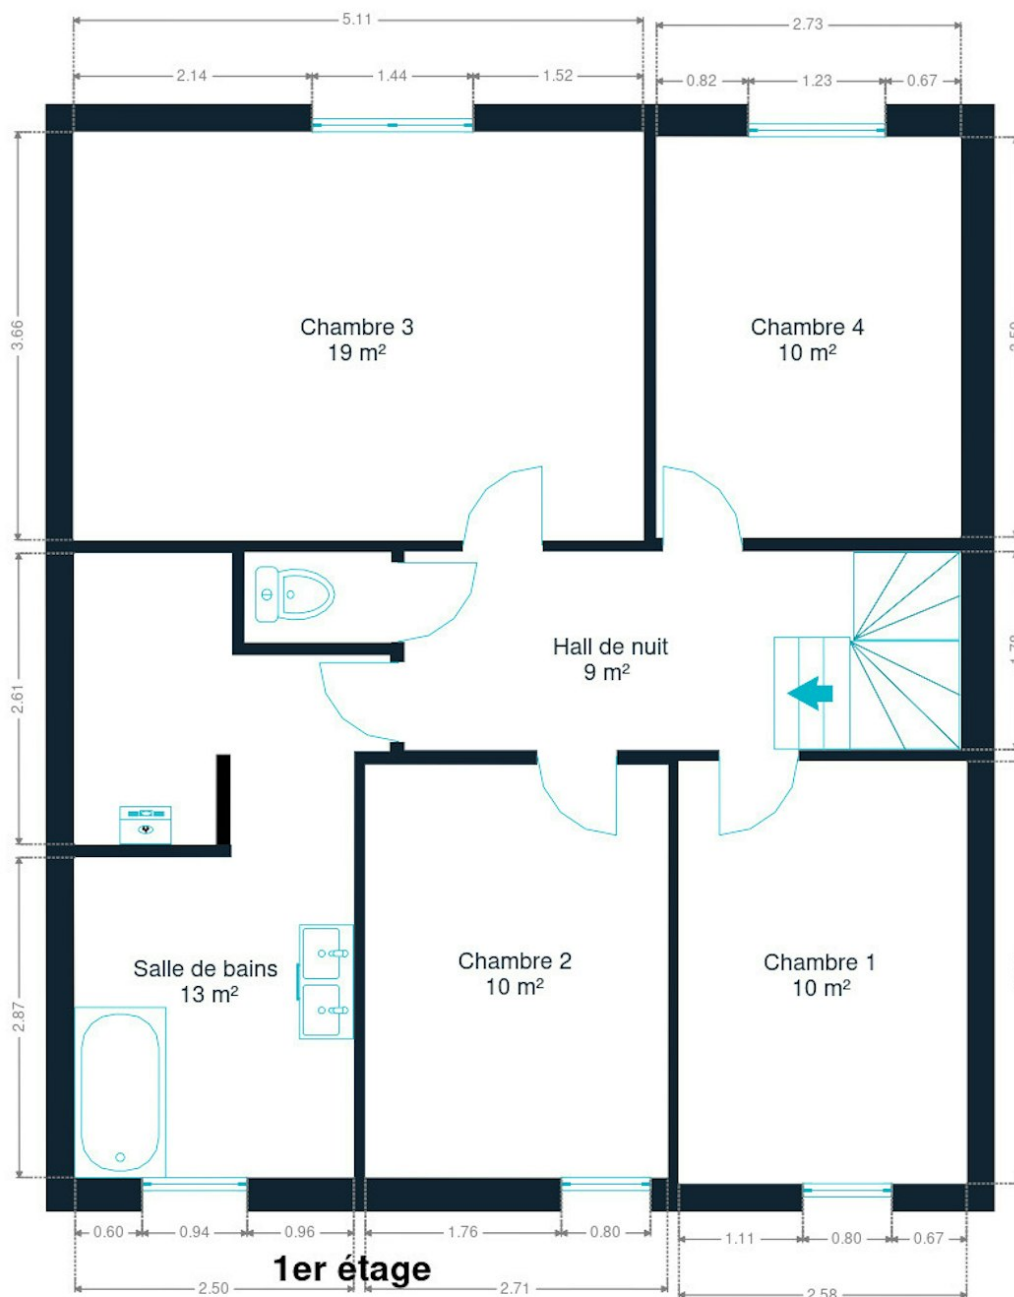 5.11
2.73
2.14
1.44
1.52
0.82
1.23
0.67
3.66
Chambre 3
19 m²
Chambre 4
10 m²
Hall de nuit
9 m²
2.61
Salle de bains
13 m²
Chambre 2
10 m²
Chambre 1
10 m²
2.87
0.60
0.94
0.96
1.76
0.80
1.11
0.80
0.67
1er étage
2.50
2.71
2.58